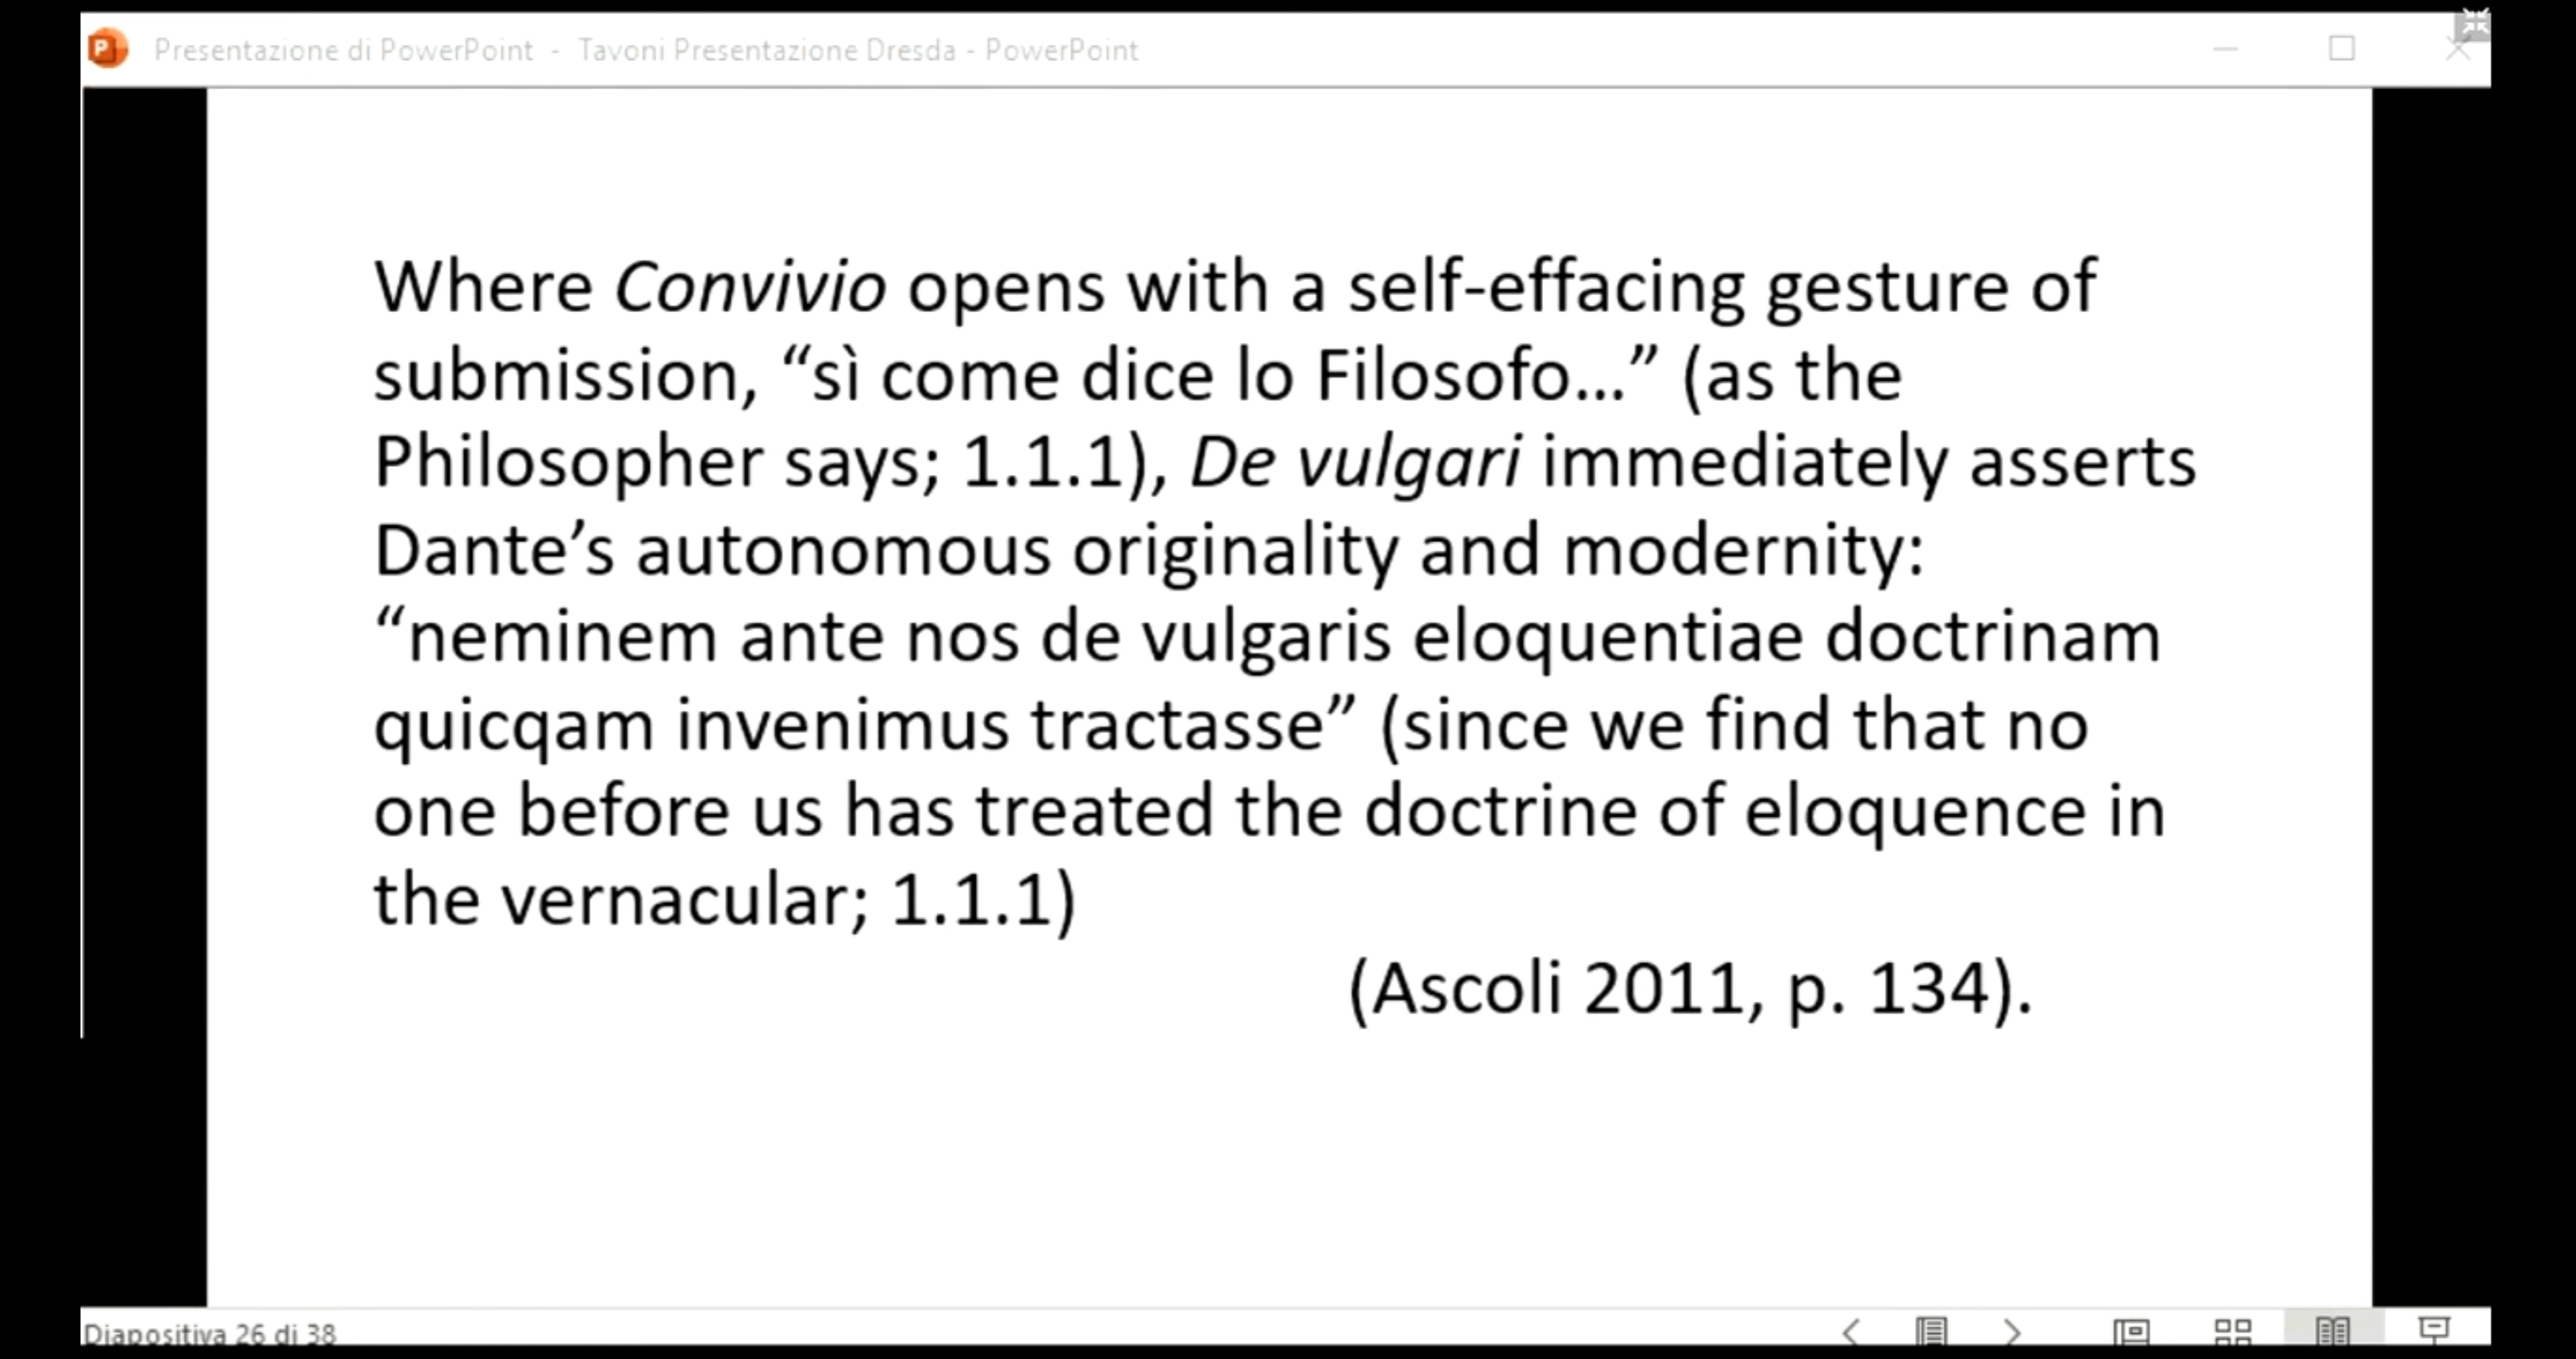 Presentazione di PowerPoint - Tavoni Presentazione Dresda - PowerPoint
Where Convivio opens with a self-effacing gesture of
submission, “sì come dice lo Filosofo...” (as the
Philosopher says; 1.1.1), De vulgari immediately asserts
Dante’s autonomous originality and modernity:
“neminem ante nos de vulgaris eloquentiae doctrinam
quicqam invenimus tractasse” (since we find that no
one before us has treated the doctrine of eloquence in
the vernacular; 1.1.1)
(Ascoli 2011, p. 134).
Diapositiva 26 di 38